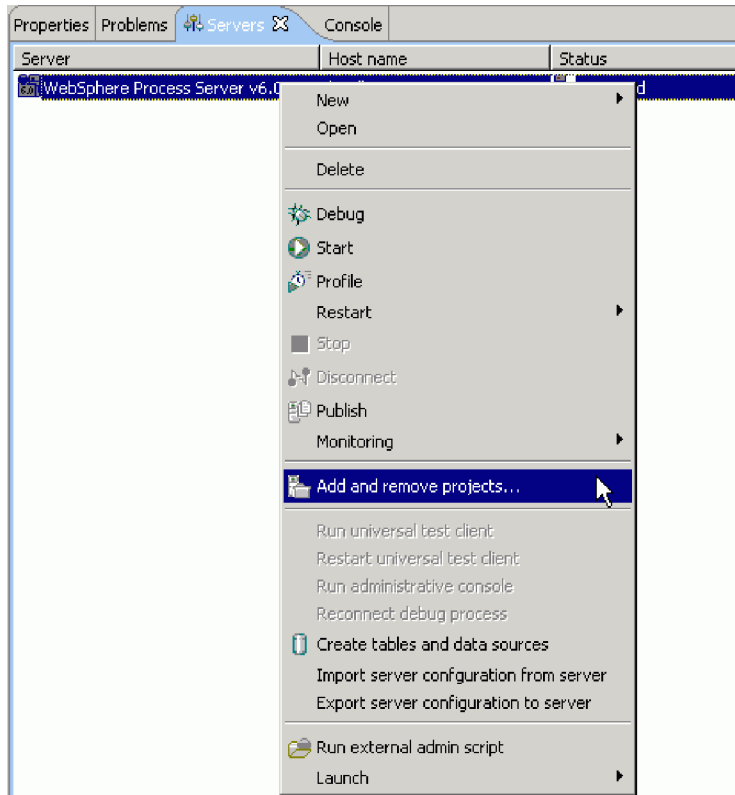 Properties Problems Servers Console
Server Host name Status
WebSphere Process Server v6.0
New
Open
Delete
Debug
Start
Profile
Restart
Stop
Disconnect
Publish
Monitoring
Add and remove projects...
Run universal test client
Restart universal test client
Run administrative console
Reconnect debug process
Create tables and data sources
Import server confguration from server
Export server configuration to server
Run external admin script
Launch